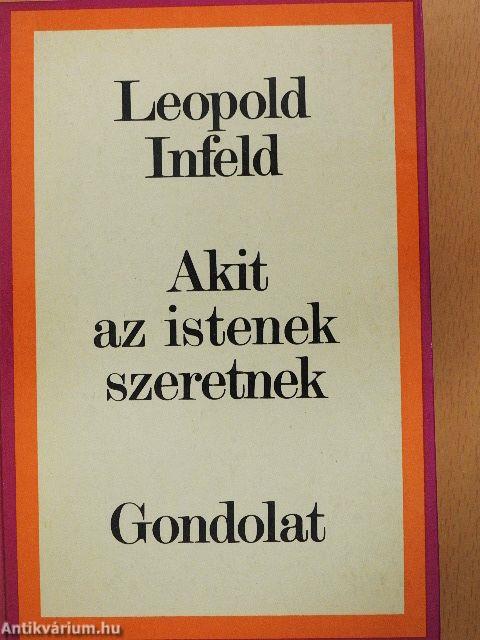 Leopold
Infeld
Akit
az istenek
szeretnek
Gondolat
Antikvárium.hu